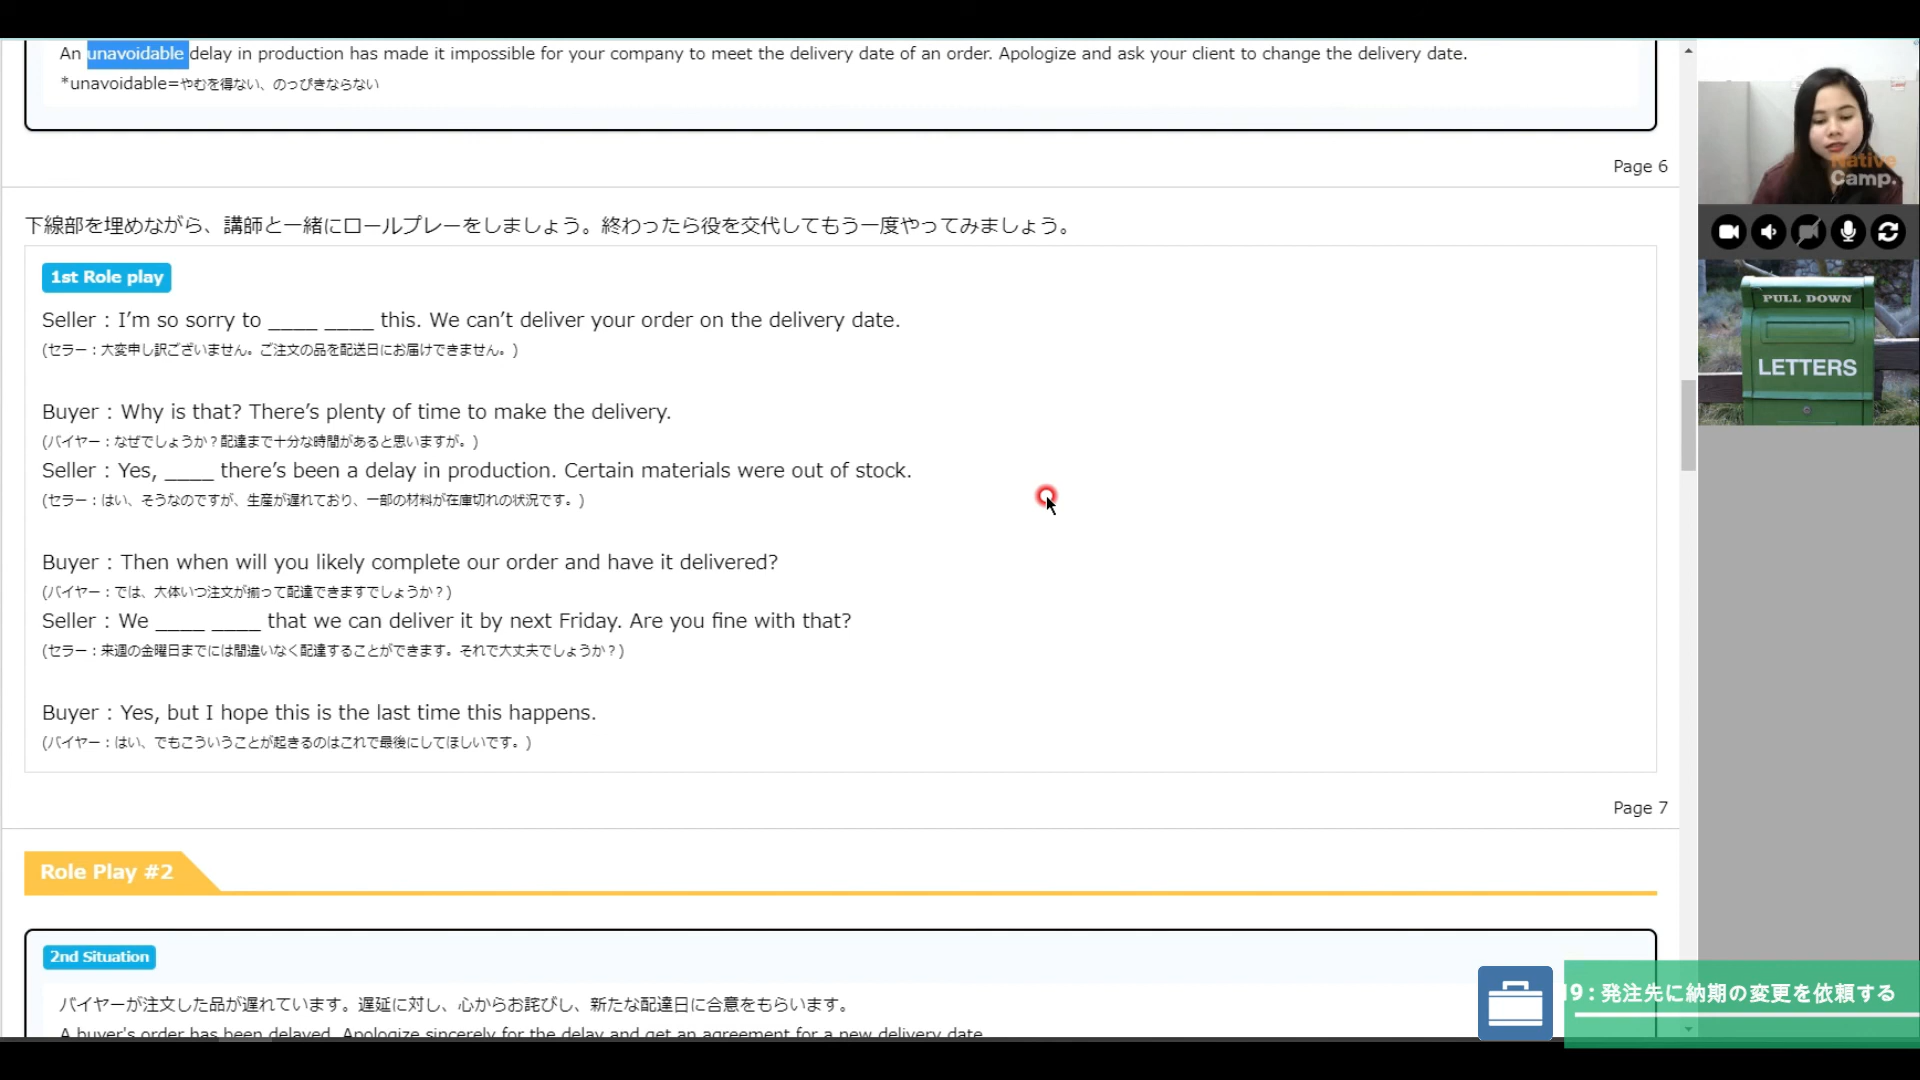 An unavoidable delay in production has made it impossible for your company to meet the delivery date of an order. Apologize and ask your client to change the delivery date.
*unavoidable=やむを得ない、のっぴきならない
Page 6
下線部を埋めながら、講師と一緒にロールプレーをしましょう。終わったら役を交代してもう一度やってみましょう。
1st Role play
Seller : I’m so sorry to ____ ____ this. We can’t deliver your order on the delivery date.
(セラー : 大変申し訳ございません。ご注文の品を配送日にお届けできません。)
Buyer : Why is that? There’s plenty of time to make the delivery.
(バイヤー : なぜでしょうか？配達まで十分な時間があると思いますが。)
Seller : Yes, ____ there’s been a delay in production. Certain materials were out of stock.
(セラー : はい、そうなのですが、生産が遅れており、一部の材料が在庫切れの状況です。)
Buyer : Then when will you likely complete our order and have it delivered?
(バイヤー : では、大体いつ注文が揃って配達できますでしょうか？)
Seller : We ____ ____ that we can deliver it by next Friday. Are you fine with that?
(セラー : 来週の金曜日までには間違いなく配達することができます。それで大丈夫でしょうか？)
Buyer : Yes, but I hope this is the last time this happens.
(バイヤー : はい、でもこういうことが起きるのはこれで最後にしてほしいです。)
Page 7
Role Play #2
2nd Situation
バイヤーが注文した品が遅れています。遅延に対し、心からお詫びし、新たな配達日に合意をもらいます。
A buyer's order has been delayed. Apologize sincerely for the delay and get an agreement for a new delivery date.
Native
Camp.
PULL DOWN
LETTERS
19 : 発注先に納期の変更を依頼する